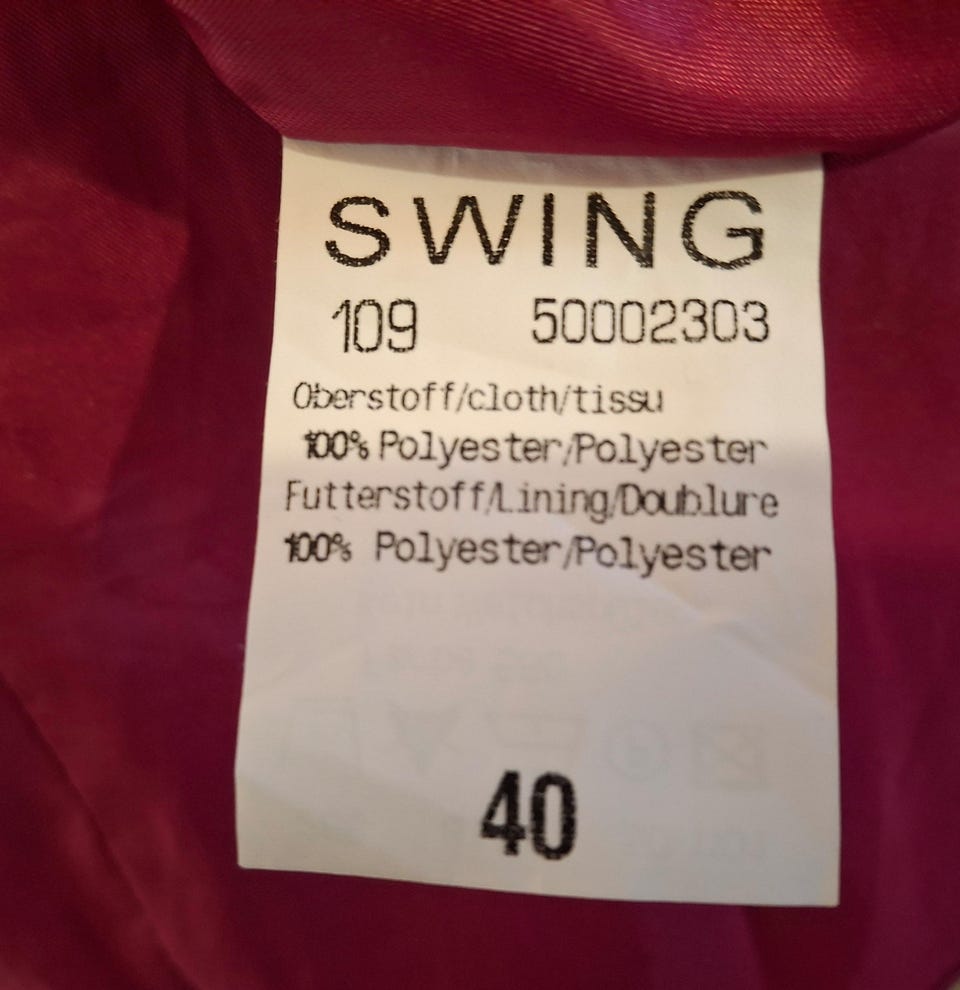 SWING
109 50002303
Oberstoff/cloth/tissu
100% Polyester/Polyester
Futterstoff/Lining/Doublure
100% Polyester/Polyester
40